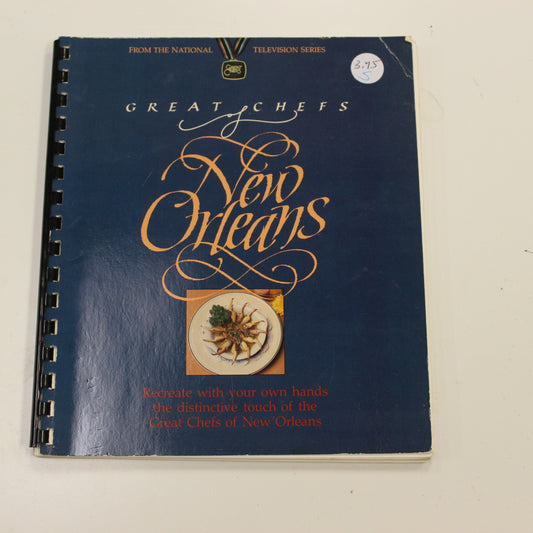 FROM THE NATIONAL TELEVISION SERIES
3.95
S
GREAT CHEFS
of
New
Orleans
Recreate with your own hands
the distinctive touch of the
Great Chefs of New Orleans